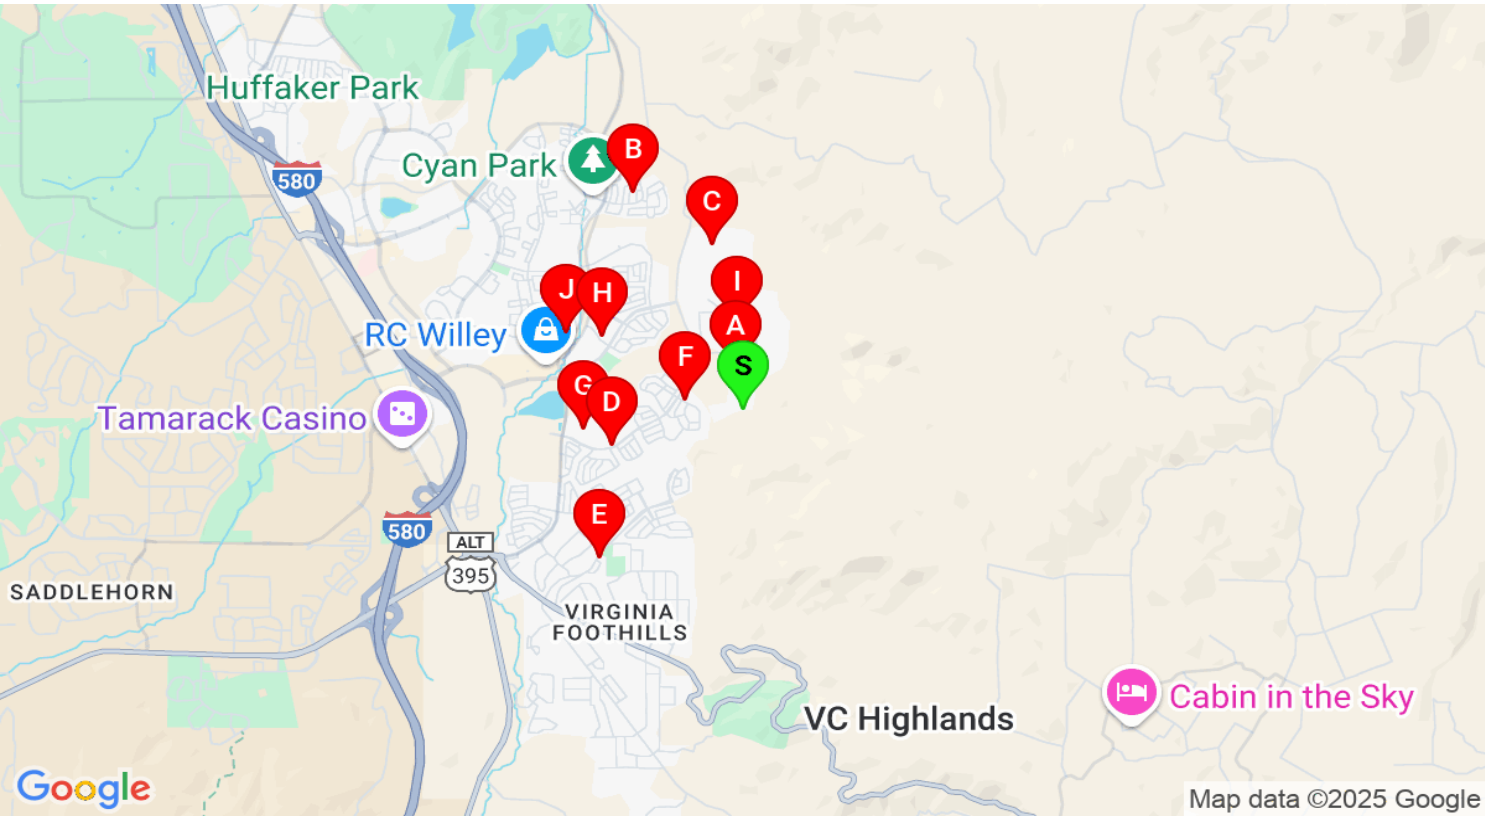 Huffaker Park
B
Cyan Park
580
C
I
J
H
A
RC Willey
F
S
G
D
Tamarack Casino
E
580
ALT
395
SADDLEHORN
VIRGINIA
FOOTHILLS
Cabin in the Sky
VC Highlands
Google
Map data ©2025 Google